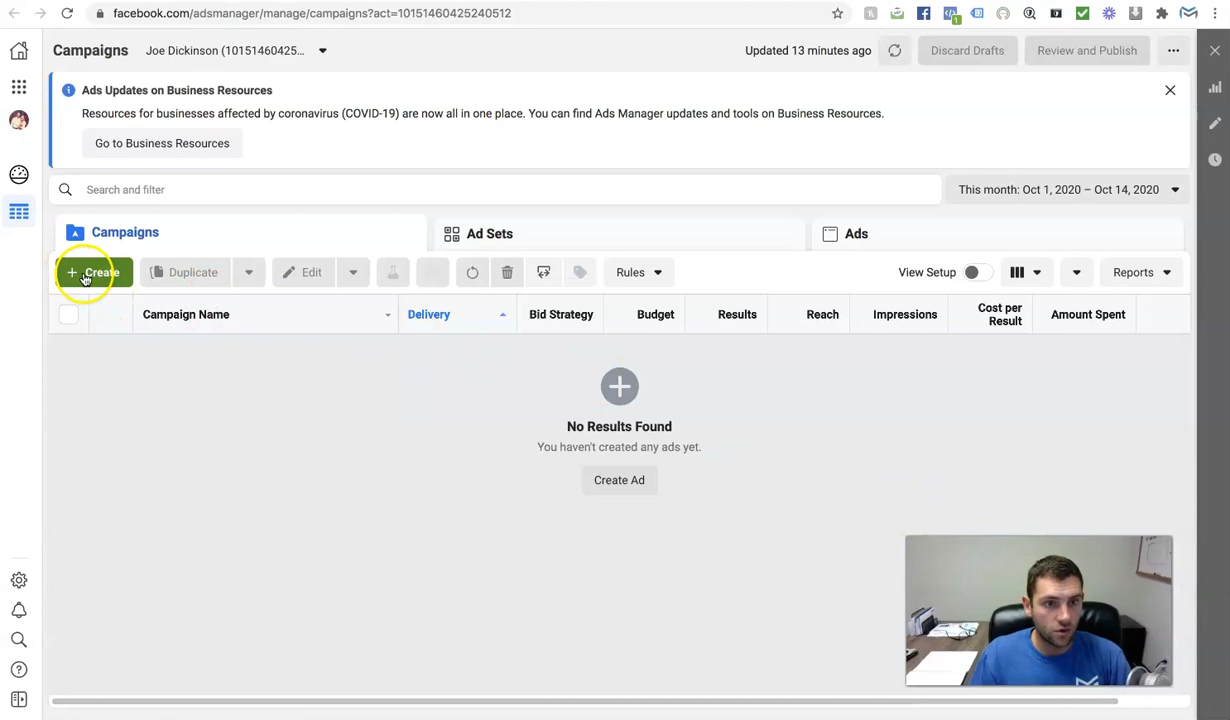 facebook.com/adsmanager/manage/campaigns?act=10151460425240512
1
Campaigns
Joe Dickinson (10151460425...
Updated 13 minutes ago
Discard Drafts
Review and Publish
Ads Updates on Business Resources
Resources for businesses affected by coronavirus (COVID-19) are now all in one place. You can find Ads Manager updates and tools on Business Resources.
Go to Business Resources
Search and filter
This month: Oct 1, 2020 – Oct 14, 2020
Campaigns
Ad Sets
Ads
+ Create
Duplicate
Edit
Rules
View Setup
Reports
Campaign Name
Delivery
Bid Strategy
Budget
Results
Reach
Impressions
Cost per
Result
Amount Spent
No Results Found
You haven't created any ads yet.
Create Ad